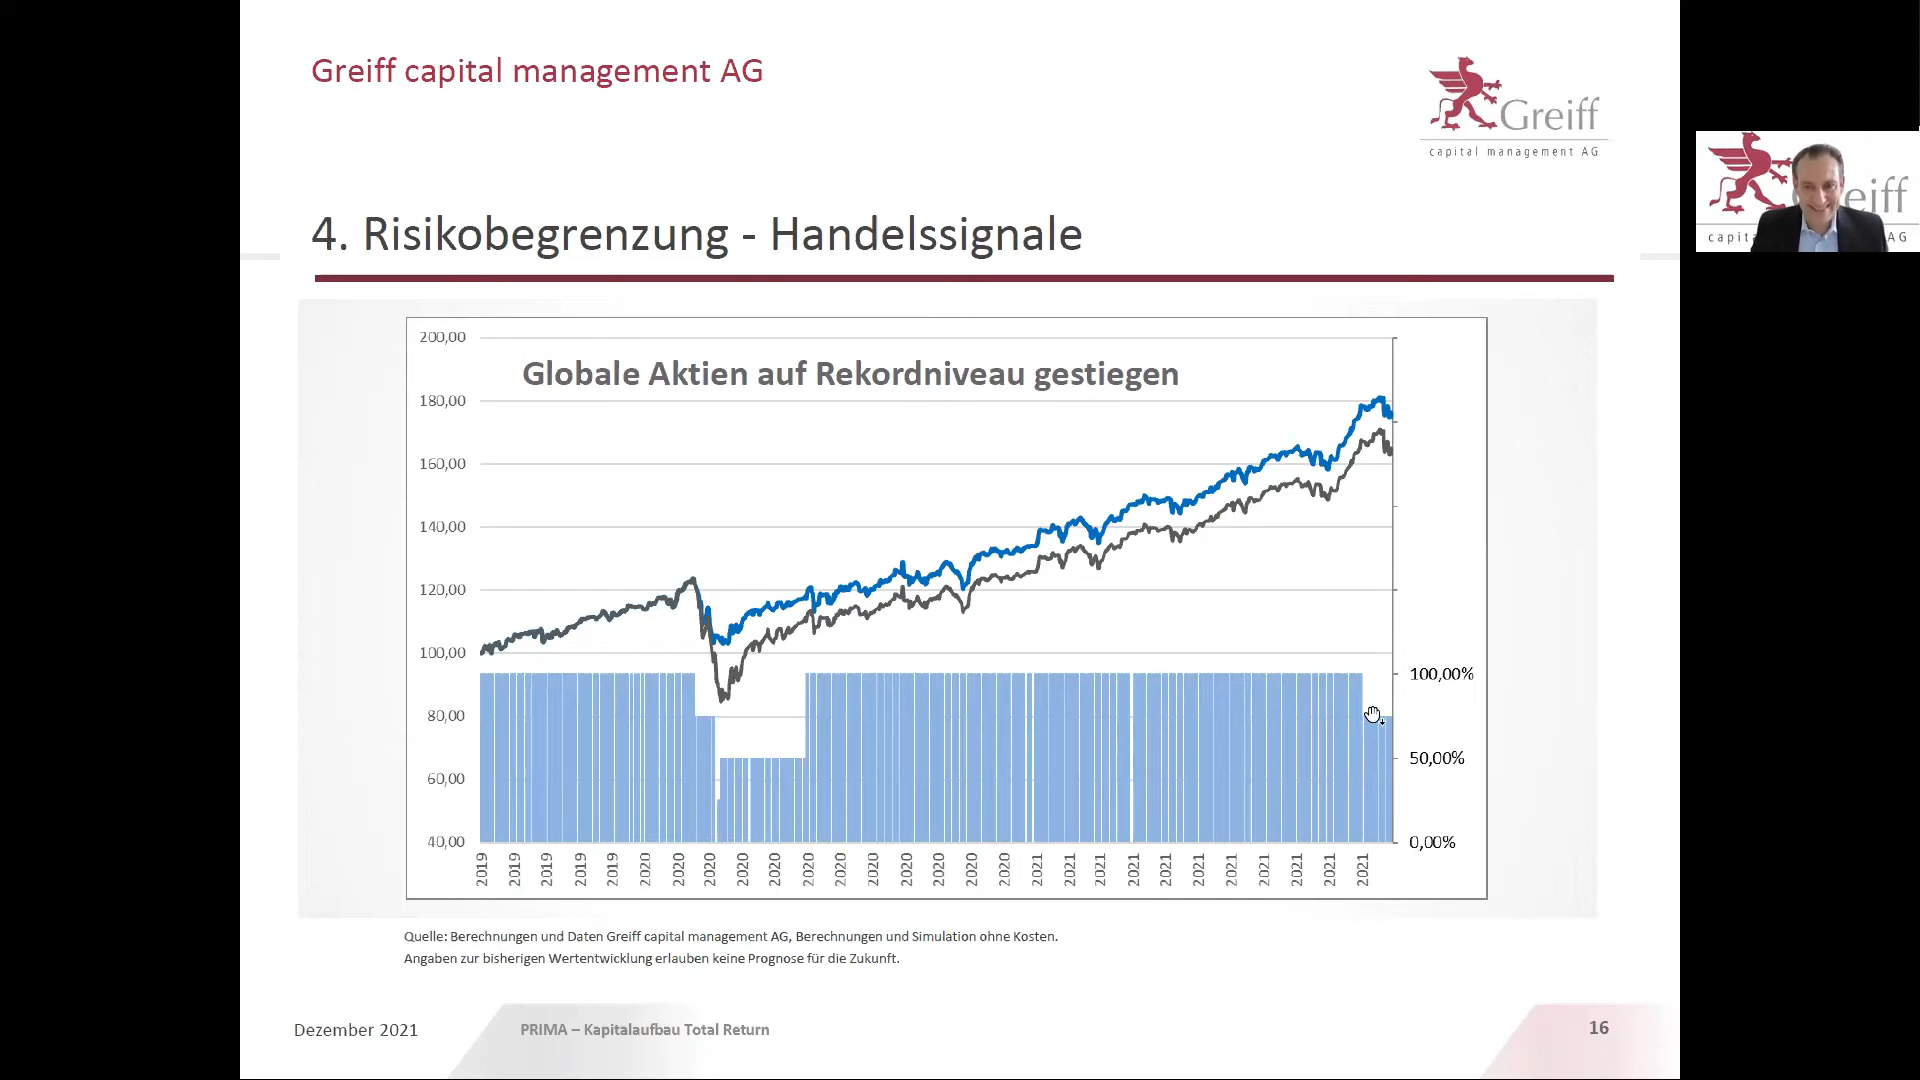 Greiff capital management AG
Greiff
capital management AG
eiff
capit
AG
4. Risikobegrenzung - Handelssignale
Globale Aktien auf Rekordniveau gestiegen
200,00
180,00
160,00
140,00
120,00
100,00
80,00
60,00
40,00
100,00%
50,00%
0,00%
2019 2019 2019 2019 2019 2020 2020 2020 2020 2020 2020 2020 2020 2020 2020 2020 2020 2021 2021 2021 2021 2021 2021 2021 2021 2021 2021 2021
Quelle: Berechnungen und Daten Greiff capital management AG, Berechnungen und Simulation ohne Kosten.
Angaben zur bisherigen Wertentwicklung erlauben keine Prognose für die Zukunft.
Dezember 2021
PRIMA – Kapitalaufbau Total Return
16